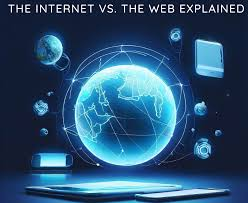 THE INTERNET VS. THE WEB EXPLAINED